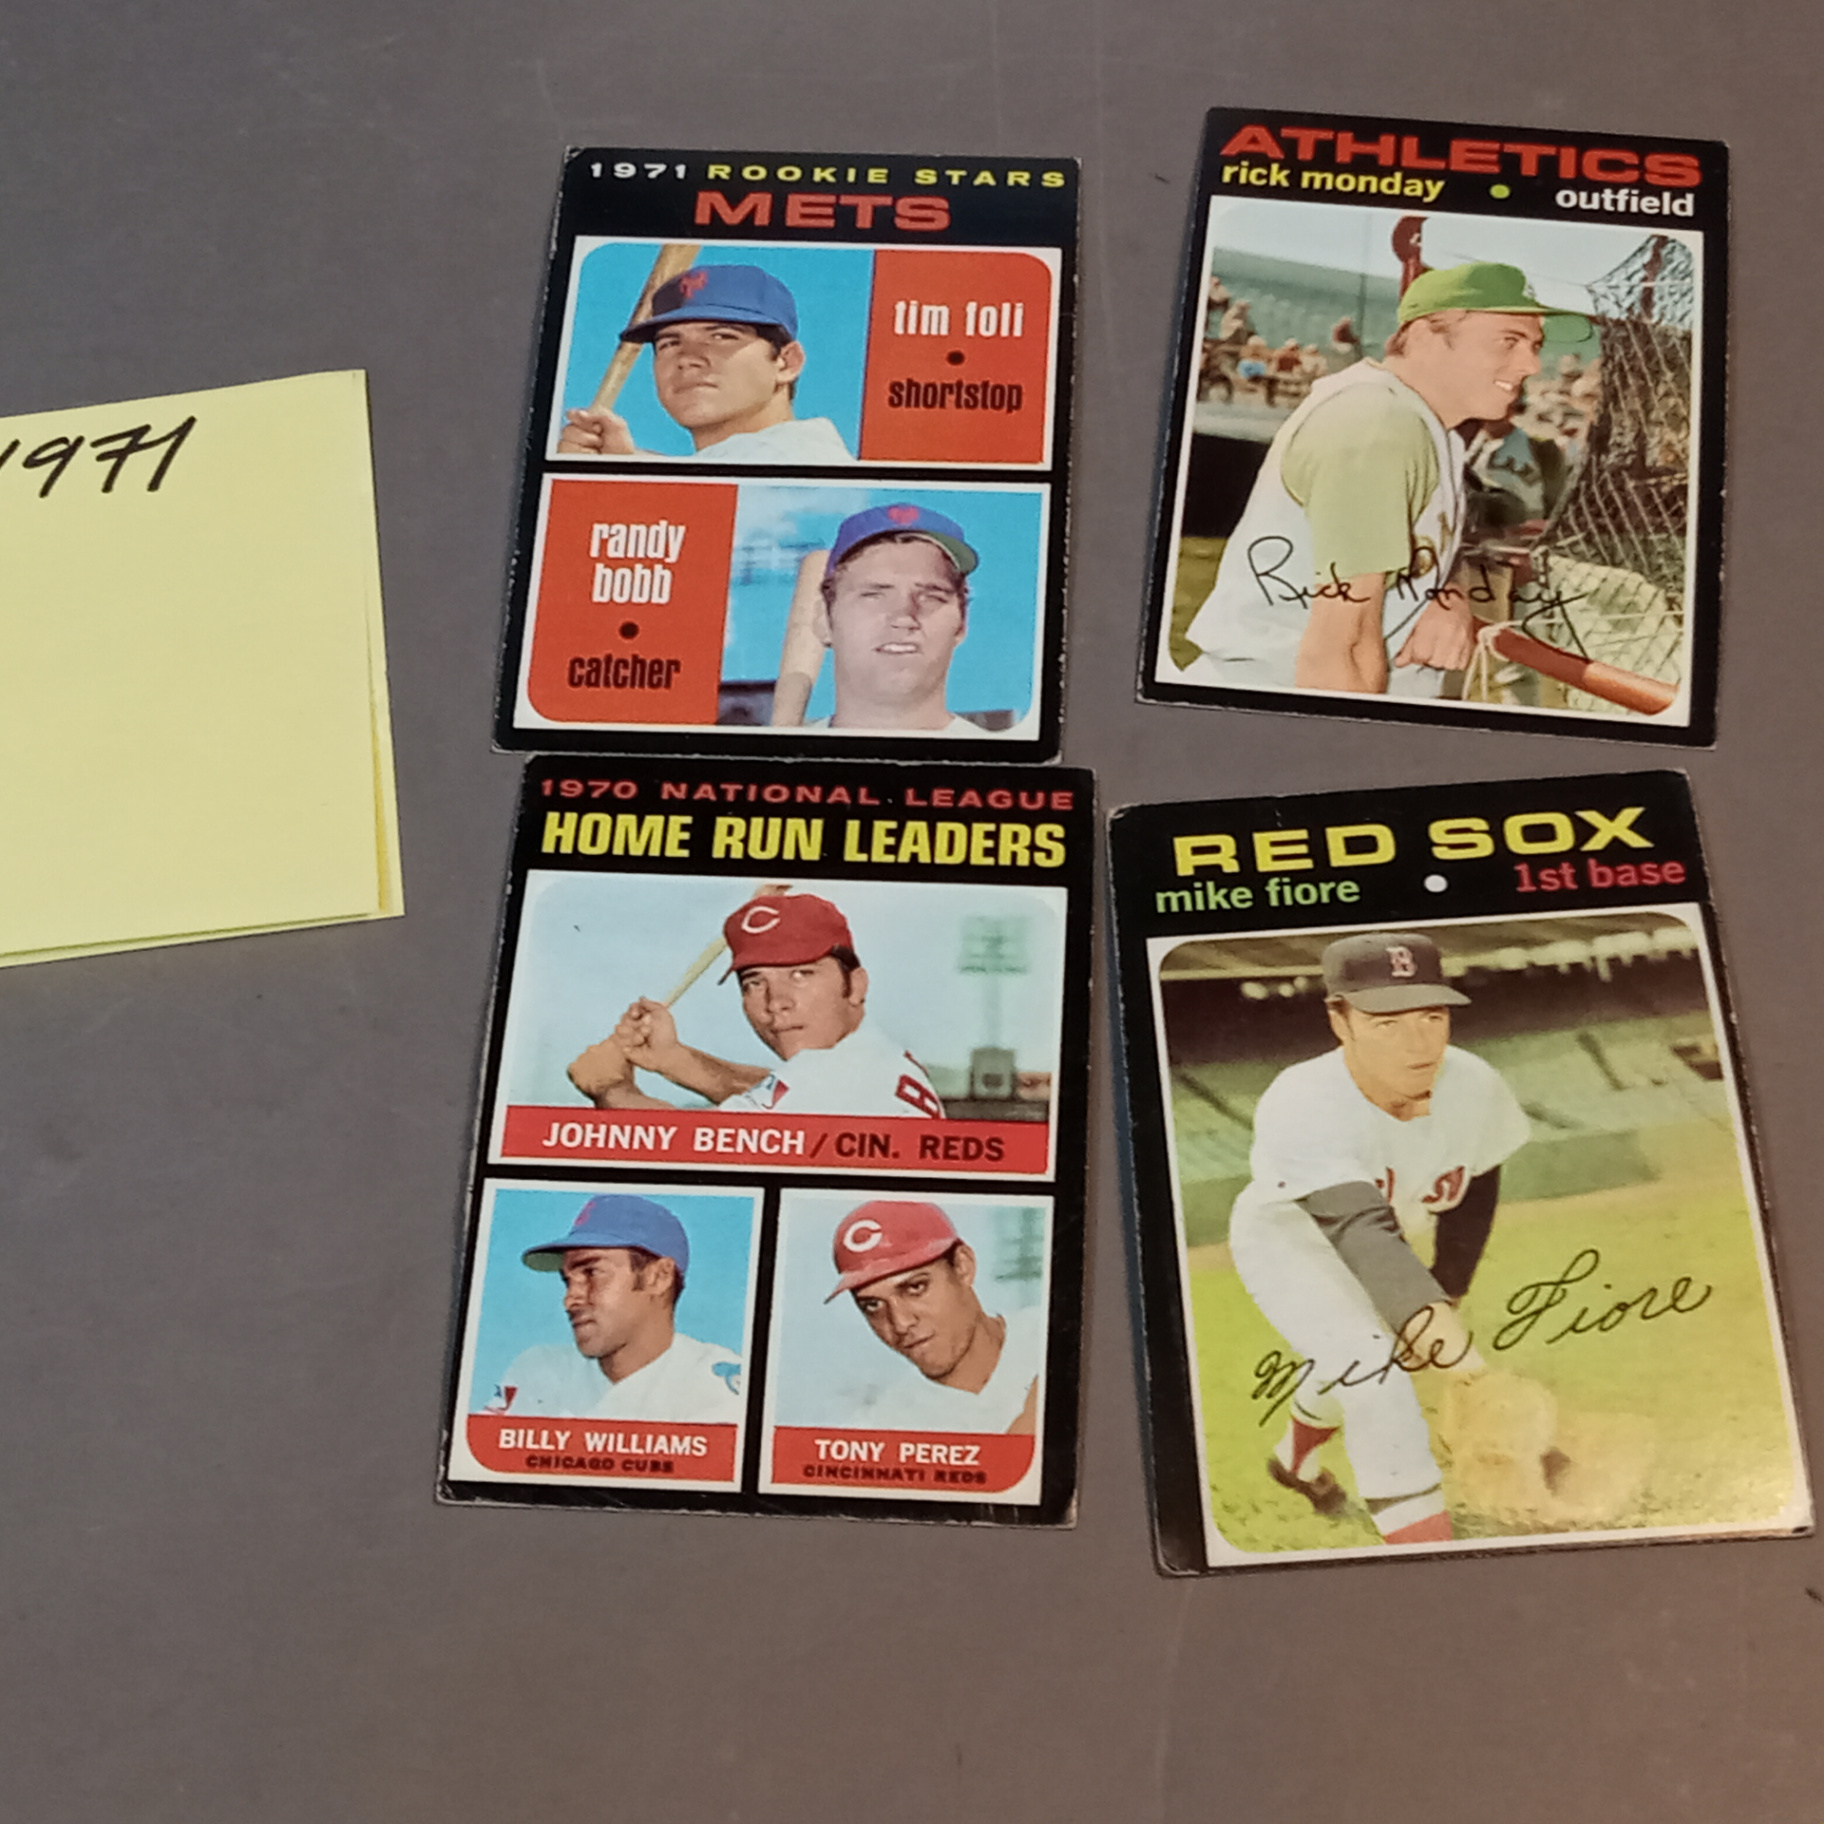 1971
1971 ROOKIE STARS
METS
tim foli
shortstop
randy
bobb
catcher
ATHLETICS
rick monday • outfield
Rick Monday
1970 NATIONAL LEAGUE
HOME RUN LEADERS
JOHNNY BENCH / CIN. REDS
BILLY WILLIAMS
CHICAGO CUBS
TONY PEREZ
CINCINNATI REDS
RED SOX
mike fiore • 1st base
B
Mike Fiore